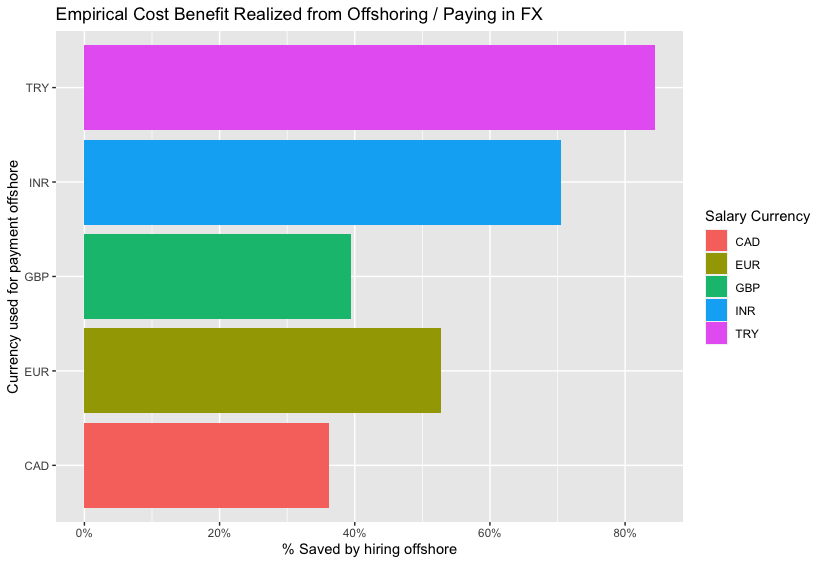 Empirical Cost Benefit Realized from Offshoring / Paying in FX
Currency used for payment offshore
TRY
INR
GBP
EUR
CAD
0% 20% 40% 60% 80%
% Saved by hiring offshore
Salary Currency
CAD
EUR
GBP
INR
TRY